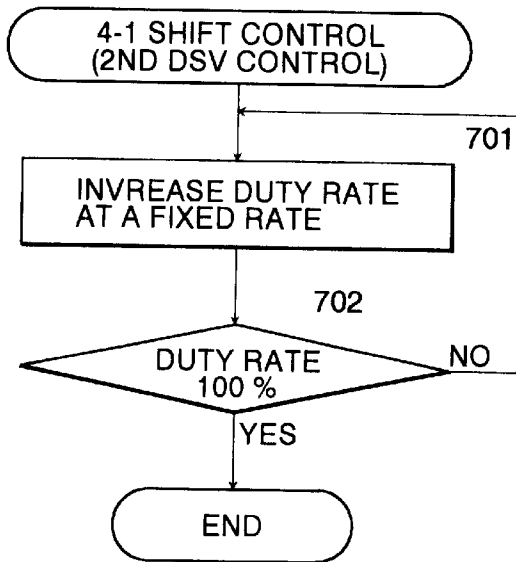 4-1 SHIFT CONTROL
(2ND DSV CONTROL)
701
INVREASE DUTY RATE
AT A FIXED RATE
702
DUTY RATE
100 %
NO
YES
END